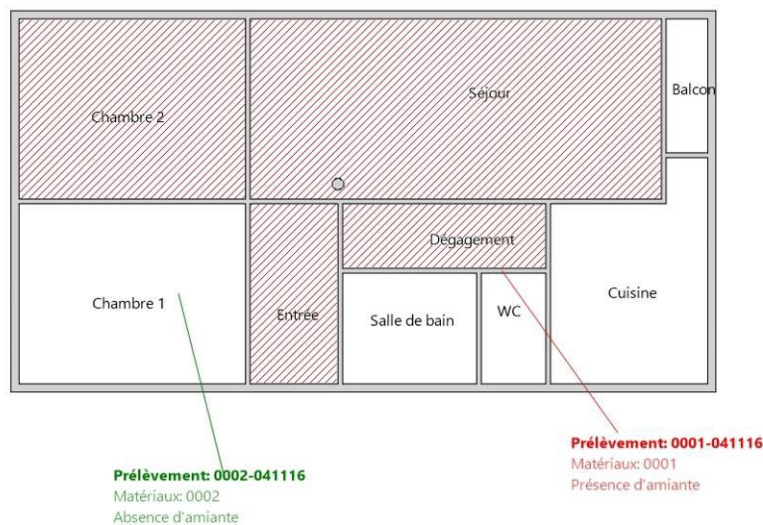 Séjour
Balcon
Chambre 2
Dégagement
Chambre 1
Entrée
Salle de bain
WC
Cuisine
Prélèvement: 0001-041116
Matériaux: 0001
Présence d'amiante
Prélèvement: 0002-041116
Matériaux: 0002
Absence d'amiante